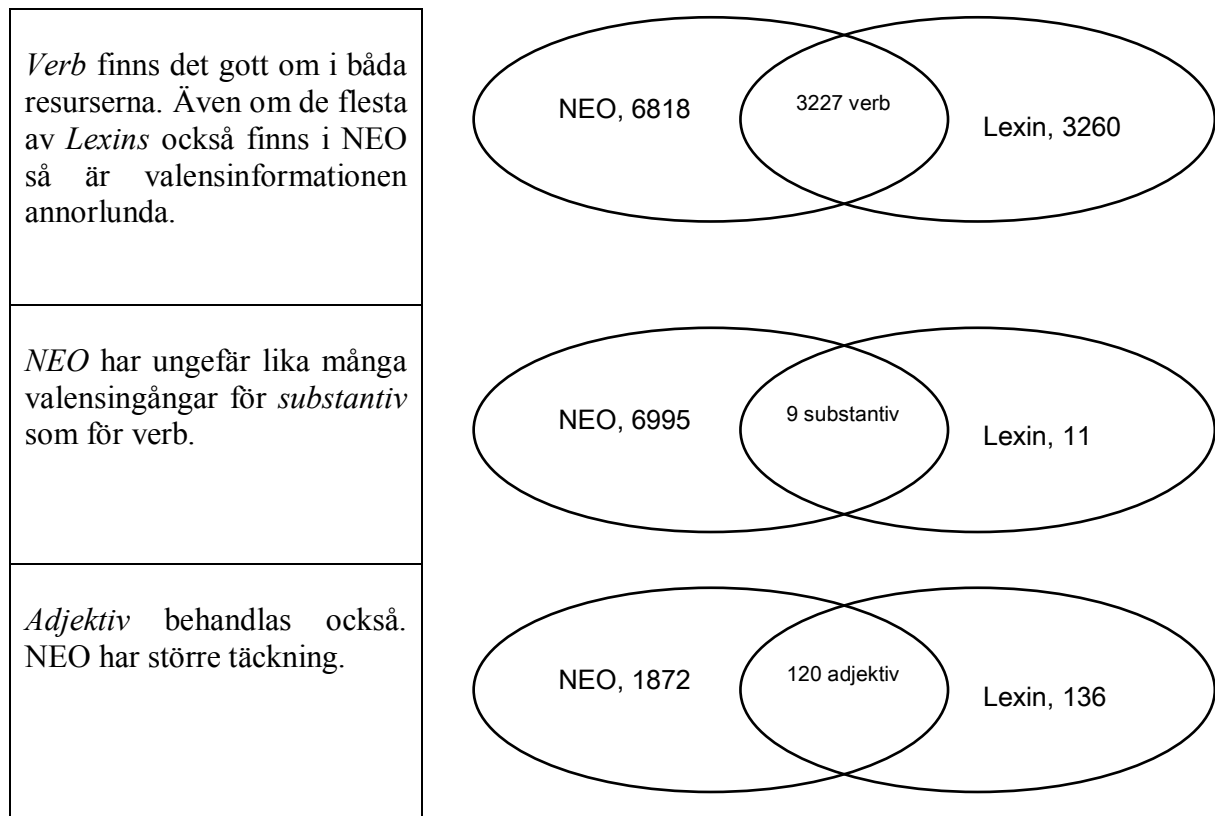 Verb finns det gott om i båda
resurserna. Även om de flesta
av Lexins också finns i NEO
så är valensinformationen
annorlunda.
NEO, 6818
3227 verb
Lexin, 3260
NEO har ungefär lika många
valensingångar för substantiv
som för verb.
NEO, 6995
9 substantiv
Lexin, 11
Adjektiv behandlas också.
NEO har större täckning.
NEO, 1872
120 adjektiv
Lexin, 136